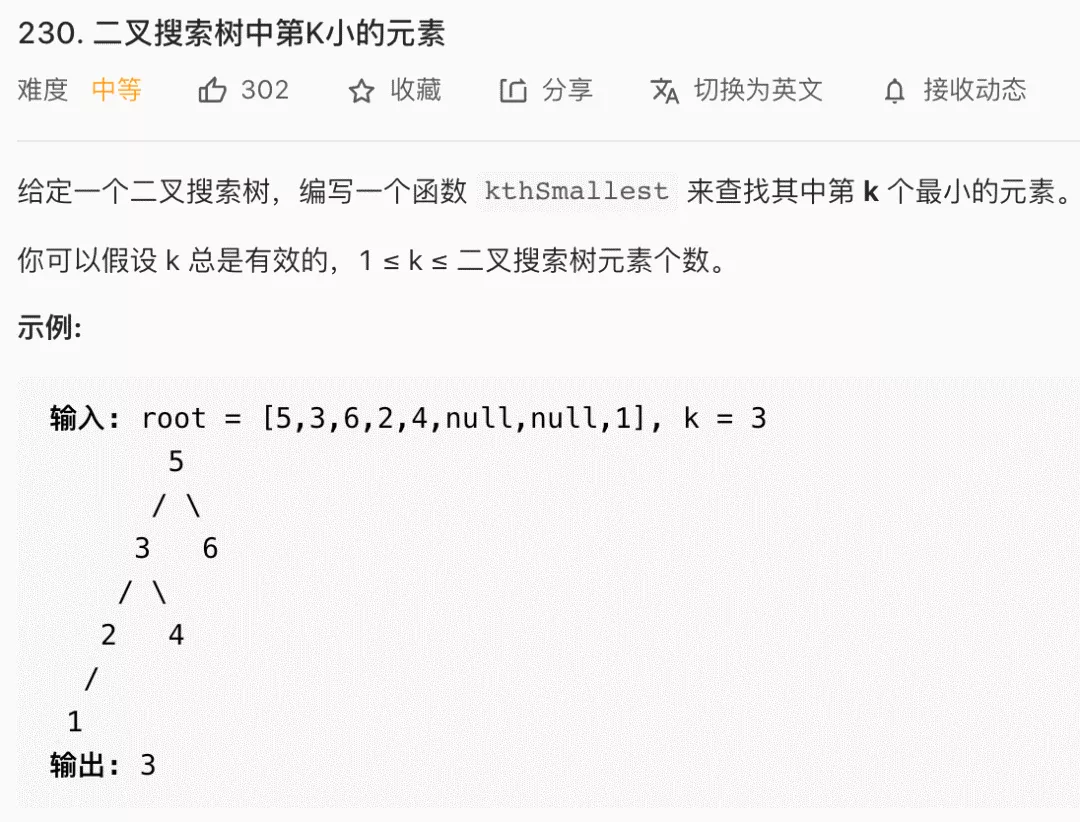 230. 二叉搜索树中第K小的元素
难度 中等 302 收藏 分享 切换为英文 接收动态
给定一个二叉搜索树，编写一个函数 kthSmallest 来查找其中第 k 个最小的元素。
你可以假设 k 总是有效的，1 ≤ k ≤ 二叉搜索树元素个数。
示例:
输入: root = [5,3,6,2,4,null,null,1], k = 3
5
/ \
3 6
/ \
2 4
/
1
输出: 3